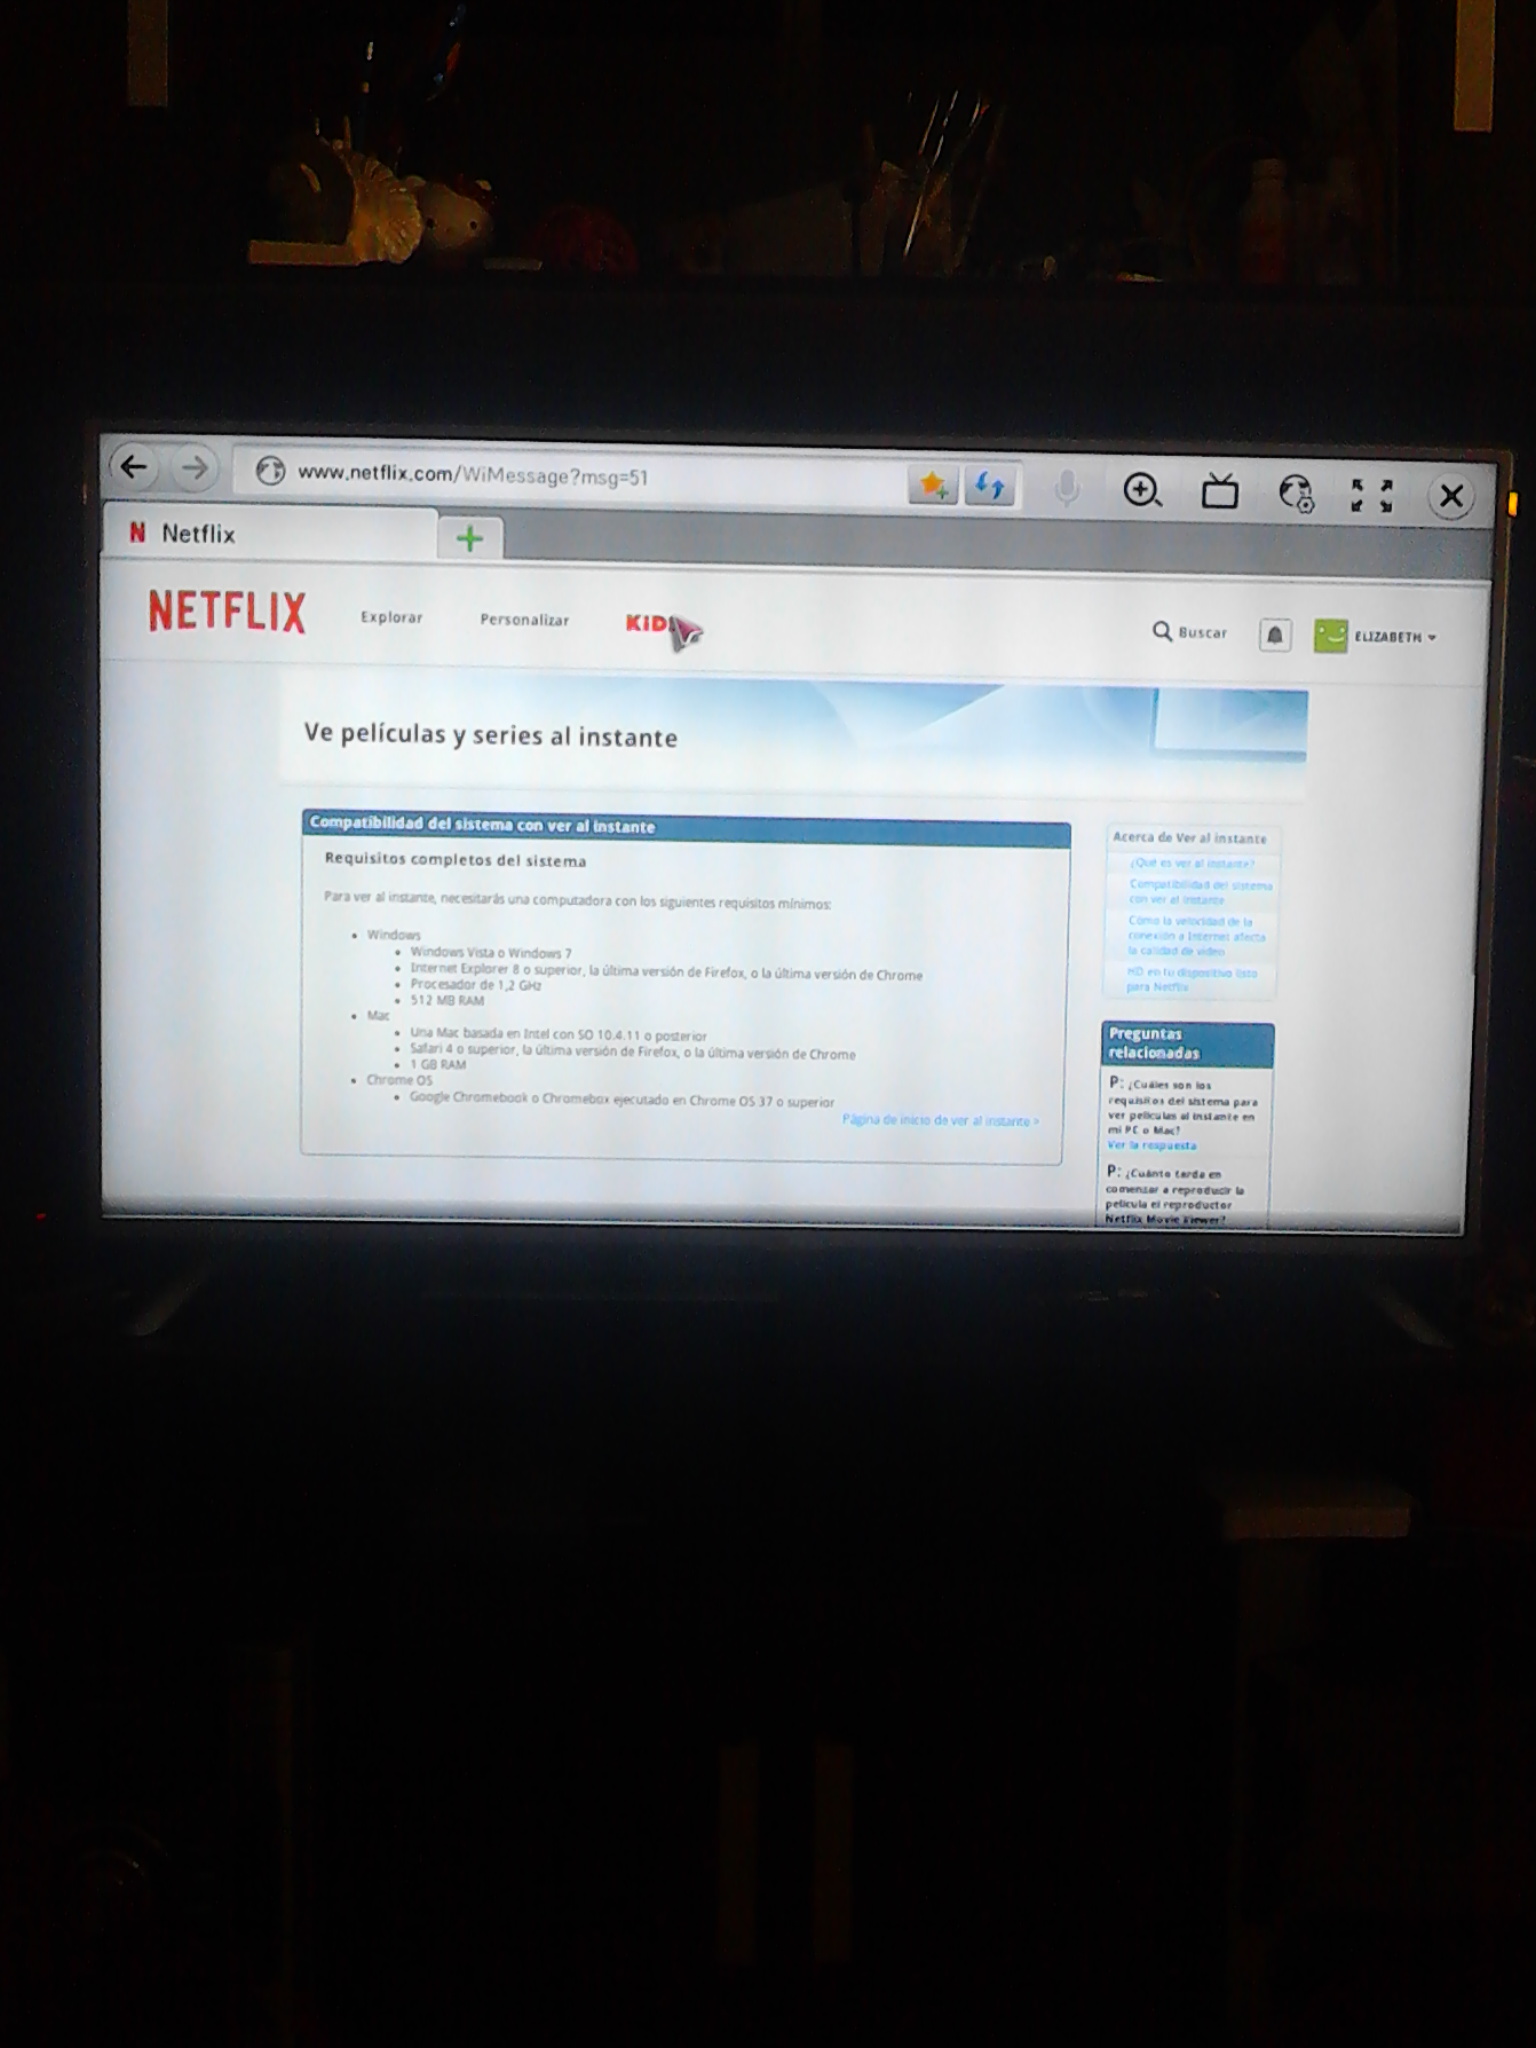 www.netflix.com/WiMessage?msg=51
N Netflix
NETFLIX Explorar Personalizar KID Buscar ELIZABETH
Ve películas y series al instante
Compatibilidad del sistema con ver al instante
Requisitos completos del sistema
Para ver al instante, necesitarás una computadora con los siguientes requisitos mínimos:
• Windows
• Windows Vista o Windows 7
• Internet Explorer 8 o superior, la última versión de Firefox, o la última versión de Chrome
• Procesador de 1,2 GHz
• 512 MB RAM
• Mac
• Una Mac basada en Intel con SO 10.4.11 o posterior
• Safari 4 o superior, la última versión de Firefox, o la última versión de Chrome
• 1 GB RAM
• Chrome OS
• Google Chromebook o Chromebox ejecutado en Chrome OS 37 o superior
Página de inicio de ver al instante >
Acerca de Ver al instante
¿Qué es ver al instante?
Compatibilidad del sistema
con ver al instante
Cómo la velocidad de la
conexión a Internet afecta
la calidad de video
HD en tu dispositivo listo
para Netflix
Preguntas
relacionadas
P: ¿Cuáles son los
requisitos del sistema para
ver películas al instante en
mi PC o Mac?
Ver la respuesta
P: ¿Cuánto tarda en
comenzar a reproducir la
película el reproductor
Netflix Movie Viewer?